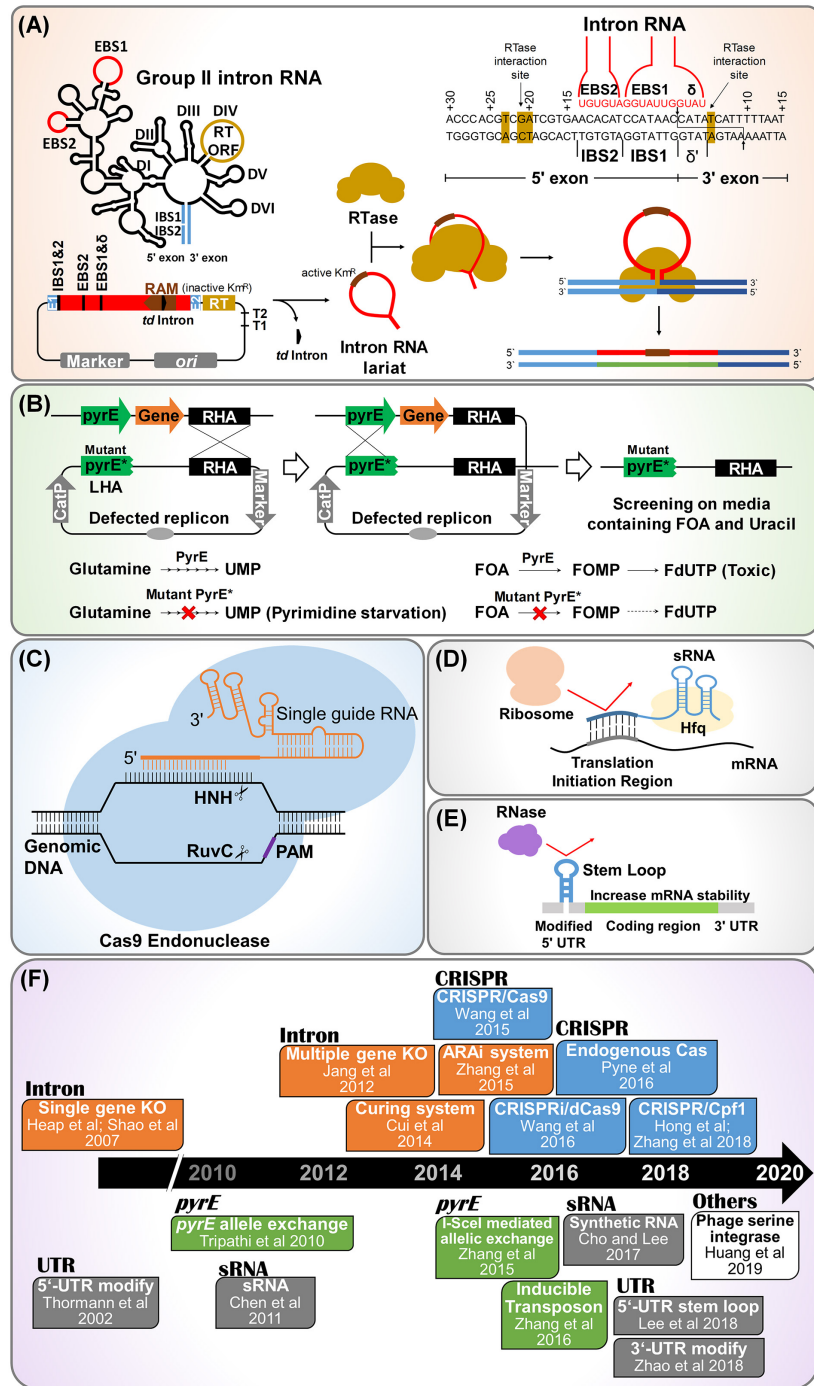 (A)
EBS1
Group II intron RNA
EBS2
DI
DII
DIII
DIV
RT
ORF
DV
DVI
IBS1
IBS2
5' exon 3' exon
Intron RNA
RTase
interaction
site
RTase
interaction
site
EBS2 EBS1 δ
UGUGUAGGUAUUGGUAU
+30 +25 +20 +15 +10 +15
ACCCACGTCGATCGTGAACACATCCATAACCATATCATTTTTAAT
TGGGTGCAGCTAGCACTTGTGTAGGTATTGGTATAGTAAAAATTA
IBS2 IBS1 δ'
5' exon 3' exon
RTase
IBS1&2
EBS2
EBS1&δ
RAM (inactive KmR)
E1
E2
RT
td Intron
T2
T1
Marker
ori
td Intron
active KmR
Intron RNA
lariat
5' 3'
5' 3'
5' 3'
5' 3'
(B)
pyrE Gene RHA
Mutant
pyrE* RHA
LHA
CatP
Marker
Defected replicon
pyrE Gene RHA
pyrE* RHA
CatP
Marker
Defected replicon
Mutant
pyrE* RHA
Screening on media
containing FOA and Uracil
Glutamine PyrE UMP
FOA PyrE FOMP FdUTP (Toxic)
Glutamine Mutant PyrE* UMP (Pyrimidine starvation)
FOA Mutant PyrE* FOMP FdUTP
(C)
3'
Single guide RNA
5'
HNH
Genomic
DNA
RuvC
PAM
Cas9 Endonuclease
(D)
sRNA
Ribosome
Hfq
Translation
Initiation Region
mRNA
(E)
RNase
Stem Loop
Increase mRNA stability
Modified
5' UTR
Coding region
3' UTR
(F)
CRISPR
CRISPR/Cas9
Wang et al
2015
Intron
Multiple gene KO
Jang et al
2012
ARAi system
Zhang et al
2015
CRISPR
Endogenous Cas
Pyne et al
2016
Intron
Single gene KO
Heap et al; Shao et al
2007
Curing system
Cui et al
2014
CRISPRi/dCas9
Wang et al
2016
CRISPR/Cpf1
Hong et al;
Zhang et al 2018
2010 2012 2014 2016 2018 2020
pyrE
pyrE allele exchange
Tripathi et al 2010
pyrE
I-SceI mediated
allelic exchange
Zhang et al
2015
sRNA
Synthetic RNA
Cho and Lee
2017
Others
Phage serine
integrase
Huang et al
2019
UTR
5'-UTR modify
Thormann et al
2002
sRNA
sRNA
Chen et al
2011
Inducible
Transposon
Zhang et al
2016
UTR
5'-UTR stem loop
Lee et al 2018
3'-UTR modify
Zhao et al 2018